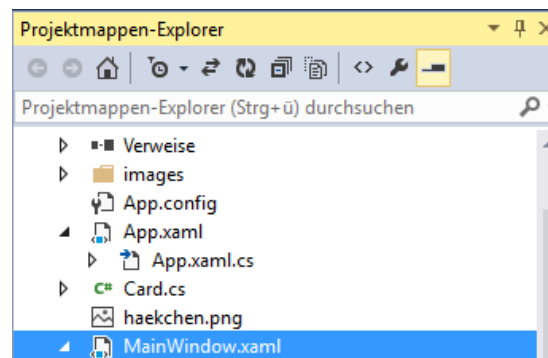 Projektmappen-Explorer
Projektmappen-Explorer (Strg+ü) durchsuchen
Verweise
images
App.config
App.xaml
App.xaml.cs
C# Card.cs
haekchen.png
MainWindow.xaml